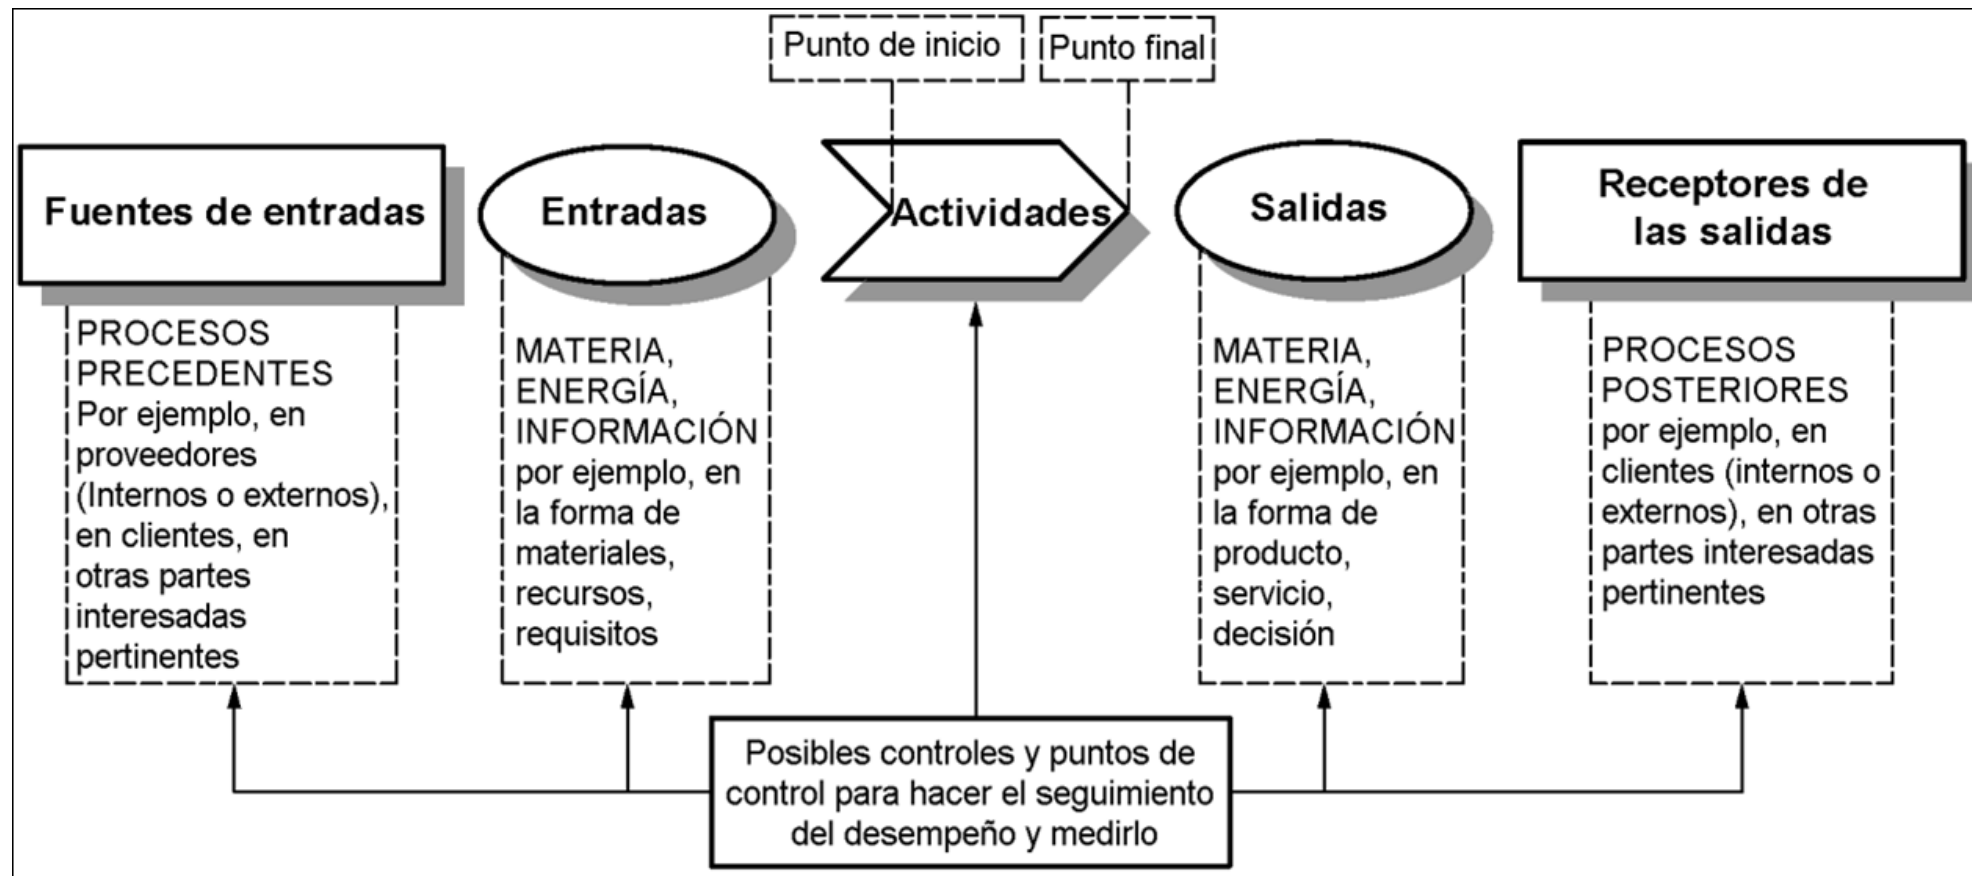 Punto de inicio
Punto final
Fuentes de entradas
Entradas
Actividades
Salidas
Receptores de
las salidas
PROCESOS
PRECEDENTES
Por ejemplo, en
proveedores
(Internos o externos),
en clientes, en
otras partes
interesadas
pertinentes
MATERIA,
ENERGÍA,
INFORMACIÓN
por ejemplo, en
la forma de
materiales,
recursos,
requisitos
MATERIA,
ENERGÍA,
INFORMACIÓN
por ejemplo, en
la forma de
producto,
servicio,
decisión
PROCESOS
POSTERIORES
por ejemplo, en
clientes (internos o
externos), en otras
partes interesadas
pertinentes
Posibles controles y puntos de
control para hacer el seguimiento
del desempeño y medirlo